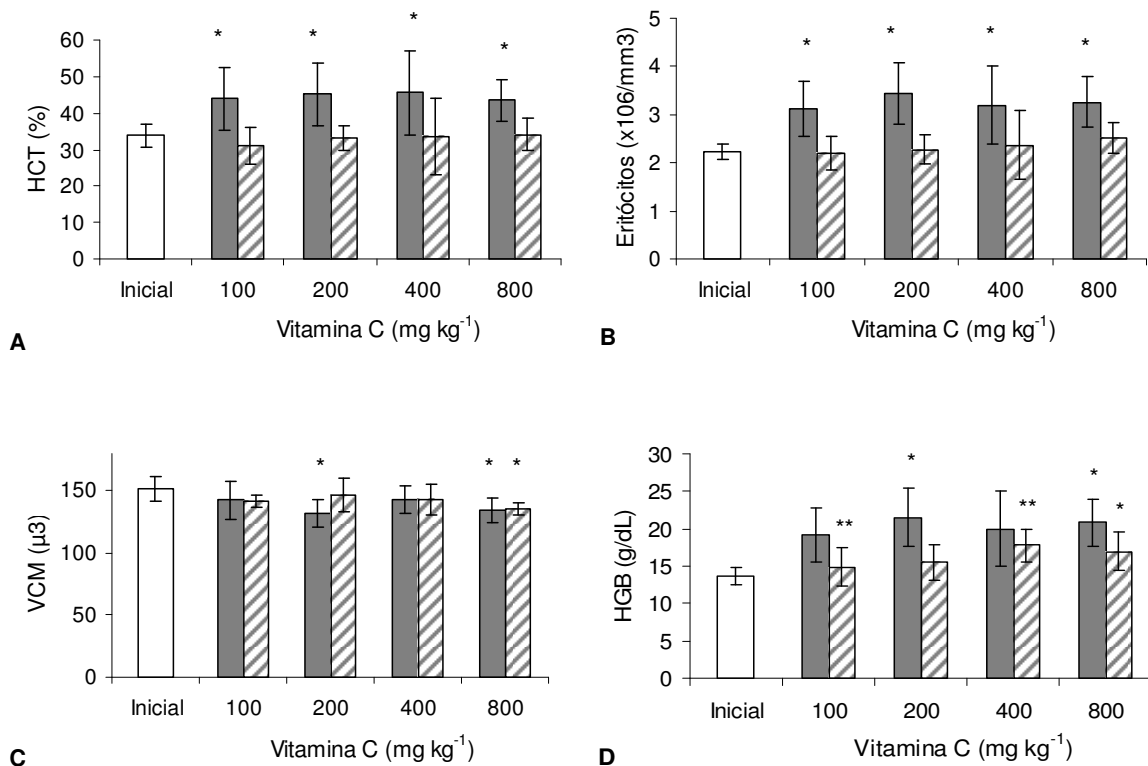 * * * *
60
50
40
30
20
10
0
HCT (%)
Inicial 100 200 400 800
Vitamina C (mg kg⁻¹)
A
* * * *
5
4
3
2
1
0
Eritócitos (x106/mm3)
Inicial 100 200 400 800
Vitamina C (mg kg⁻¹)
B
* * *
150
100
50
0
VCM (µ3)
Inicial 100 200 400 800
Vitamina C (mg kg⁻¹)
C
** * ** * *
30
25
20
15
10
5
0
HGB (g/dL)
Inicial 100 200 400 800
Vitamina C (mg kg⁻¹)
D